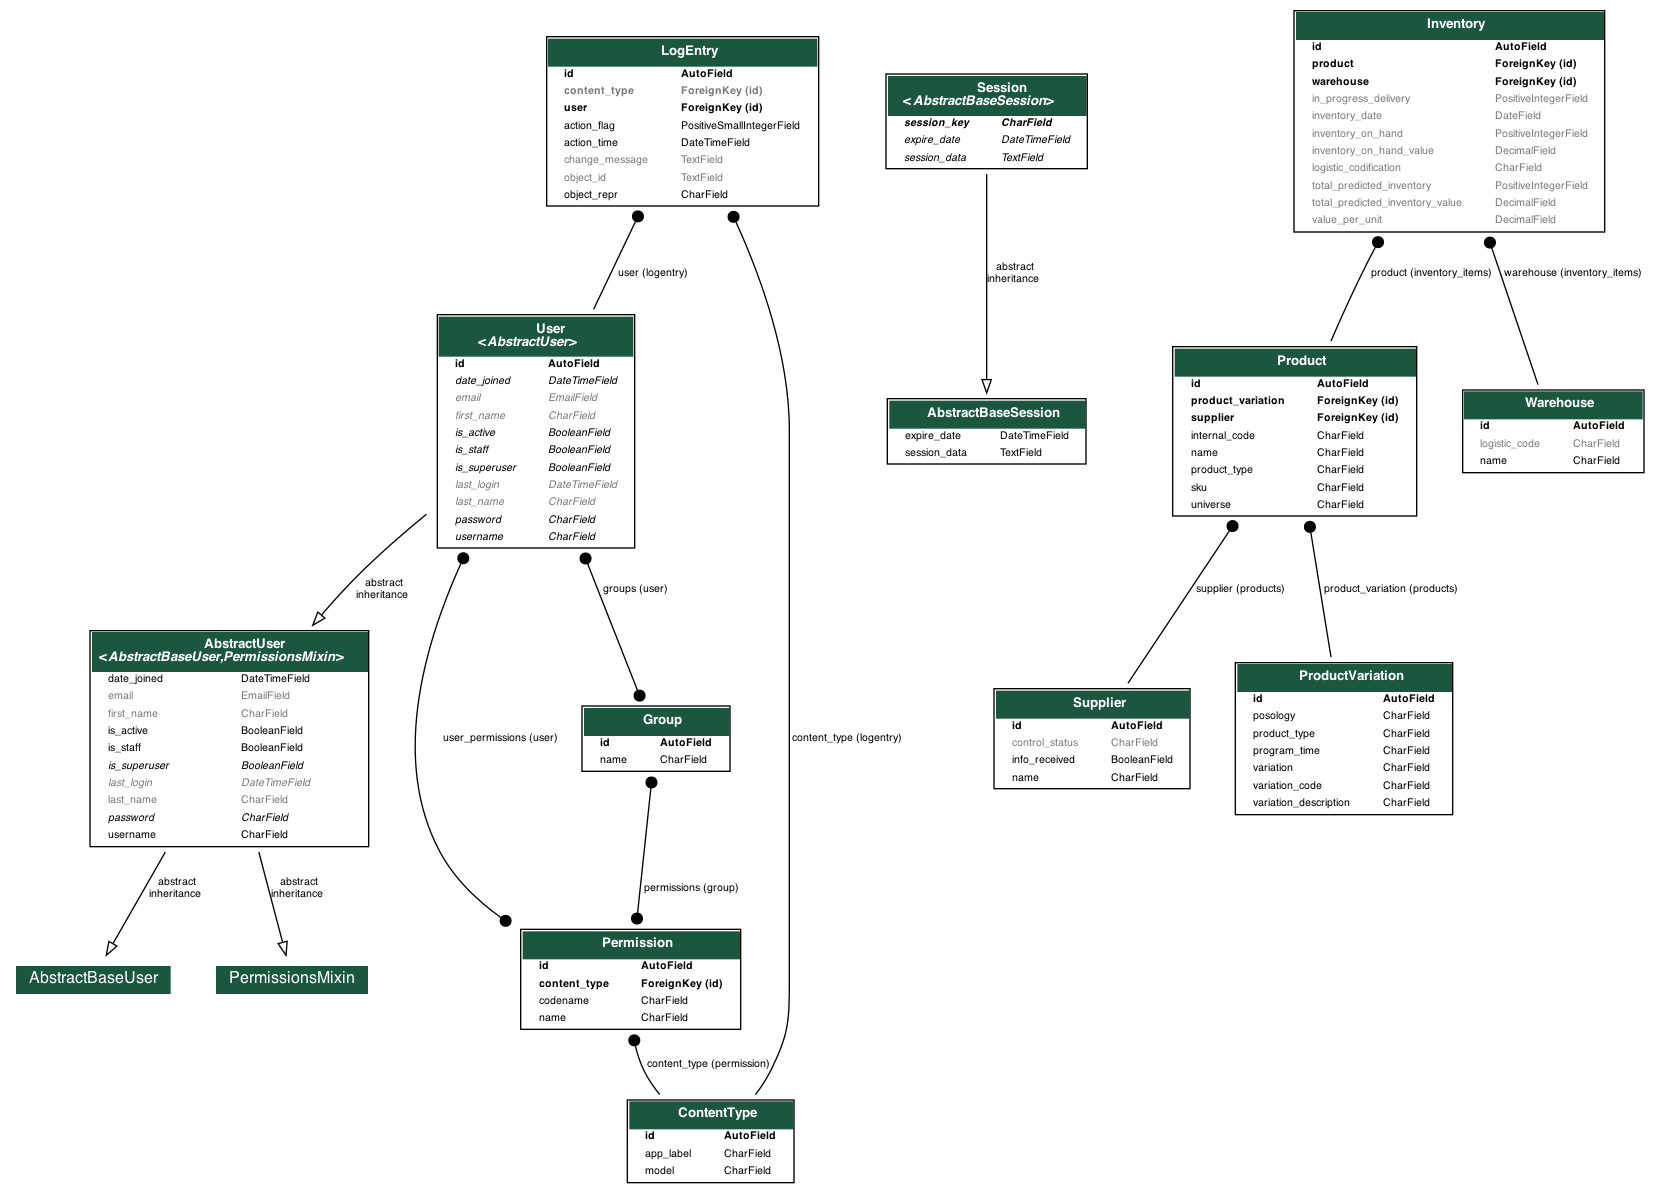 LogEntry
id AutoField
content_type ForeignKey (id)
user ForeignKey (id)
action_flag PositiveSmallIntegerField
action_time DateTimeField
change_message TextField
object_id TextField
object_repr CharField
Session
<AbstractBaseSession>
session_key CharField
expire_date DateTimeField
session_data TextField
Inventory
id AutoField
product ForeignKey (id)
warehouse ForeignKey (id)
in_progress_delivery PositiveIntegerField
inventory_date DateField
inventory_on_hand PositiveIntegerField
inventory_on_hand_value DecimalField
logistic_codification CharField
total_predicted_inventory PositiveIntegerField
total_predicted_inventory_value DecimalField
value_per_unit DecimalField
user (logentry)
abstract
inheritance
product (inventory_items)
warehouse (inventory_items)
User
<AbstractUser>
id AutoField
date_joined DateTimeField
email EmailField
first_name CharField
is_active BooleanField
is_staff BooleanField
is_superuser BooleanField
last_login DateTimeField
last_name CharField
password CharField
username CharField
AbstractBaseSession
expire_date DateTimeField
session_data TextField
Product
id AutoField
product_variation ForeignKey (id)
supplier ForeignKey (id)
internal_code CharField
name CharField
product_type CharField
sku CharField
universe CharField
Warehouse
id AutoField
logistic_code CharField
name CharField
abstract
inheritance
groups (user)
supplier (products)
product_variation (products)
AbstractUser
<AbstractBaseUser,PermissionsMixin>
date_joined DateTimeField
email EmailField
first_name CharField
is_active BooleanField
is_staff BooleanField
is_superuser BooleanField
last_login DateTimeField
last_name CharField
password CharField
username CharField
user_permissions (user)
Group
id AutoField
name CharField
content_type (logentry)
Supplier
id AutoField
control_status CharField
info_received BooleanField
name CharField
ProductVariation
id AutoField
posology CharField
product_type CharField
program_time CharField
variation CharField
variation_code CharField
variation_description CharField
abstract
inheritance
abstract
inheritance
permissions (group)
AbstractBaseUser
PermissionsMixin
Permission
id AutoField
content_type ForeignKey (id)
codename CharField
name CharField
content_type (permission)
ContentType
id AutoField
app_label CharField
model CharField